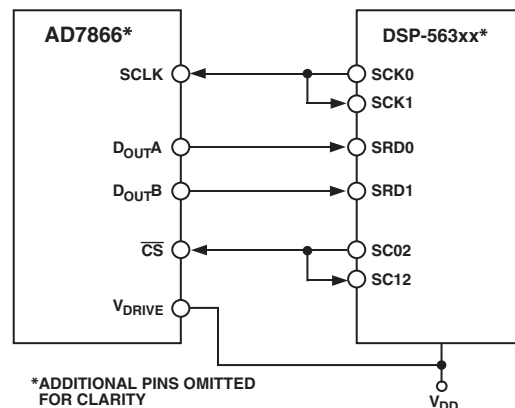 AD7866*
DSP-563xx*
SCLK
SCK0
SCK1
DOUTA
SRD0
DOUTB
SRD1
CS
SC02
SC12
VDRIVE
*ADDITIONAL PINS OMITTED
FOR CLARITY
VDD